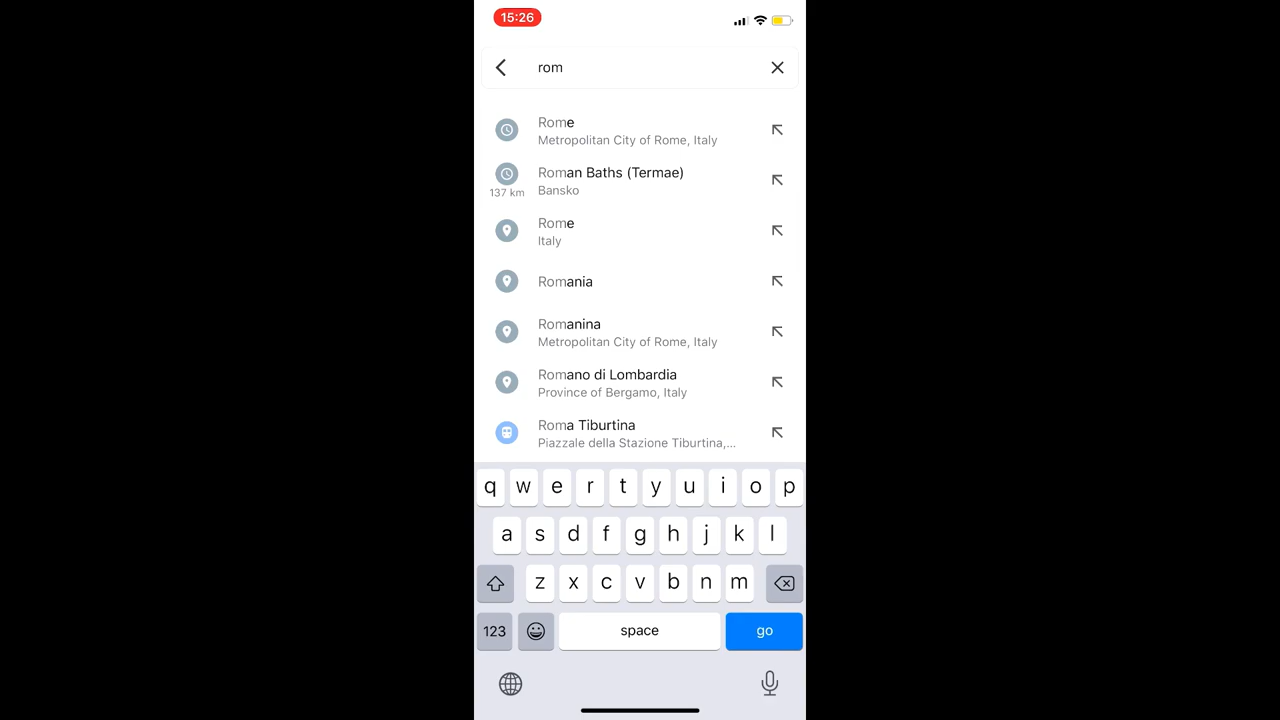 15:26
rom
Rome
Metropolitan City of Rome, Italy
Roman Baths (Termae)
137 km
Bansko
Rome
Italy
Romania
Romanina
Metropolitan City of Rome, Italy
Romano di Lombardia
Province of Bergamo, Italy
Roma Tiburtina
Piazzale della Stazione Tiburtina,...
q w e r t y u i o p
a s d f g h j k l
z x c v b n m
123 space go